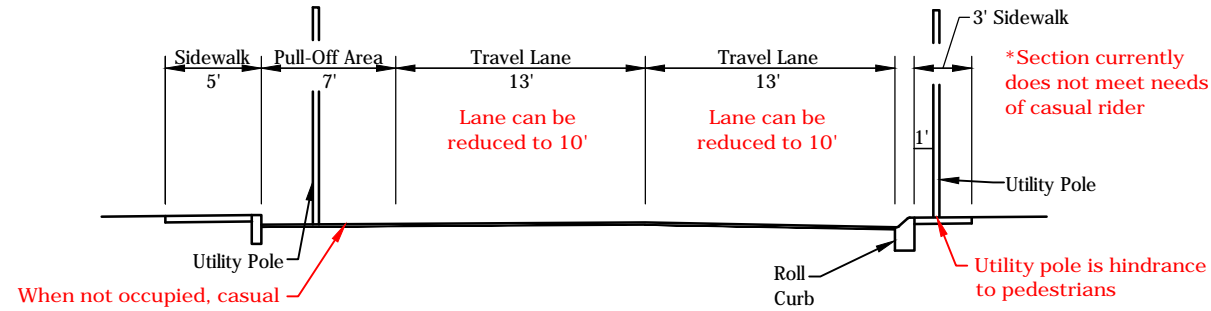 3' Sidewalk
Sidewalk
5'
Pull-Off Area
7'
Travel Lane
13'
Travel Lane
13'
*Section currently
does not meet needs
of casual rider
Lane can be
reduced to 10'
Lane can be
reduced to 10'
1'
Utility Pole
Utility Pole
Roll
Curb
Utility pole is hindrance
to pedestrians
When not occupied, casual